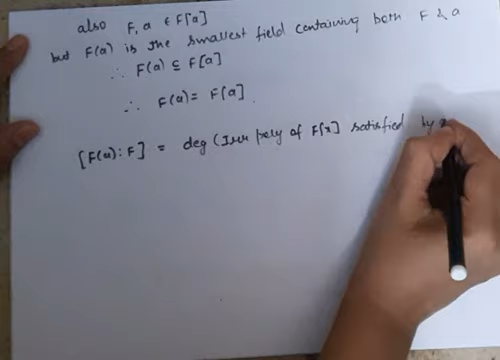 also F, a ∈ F[a]
but F(a) is the smallest field containing both F & a
∴ F(a) ⊆ F[a]
∴ F(a) = F[a].
[F(a) : F] = deg (Irr poly of F[x] satisfied by